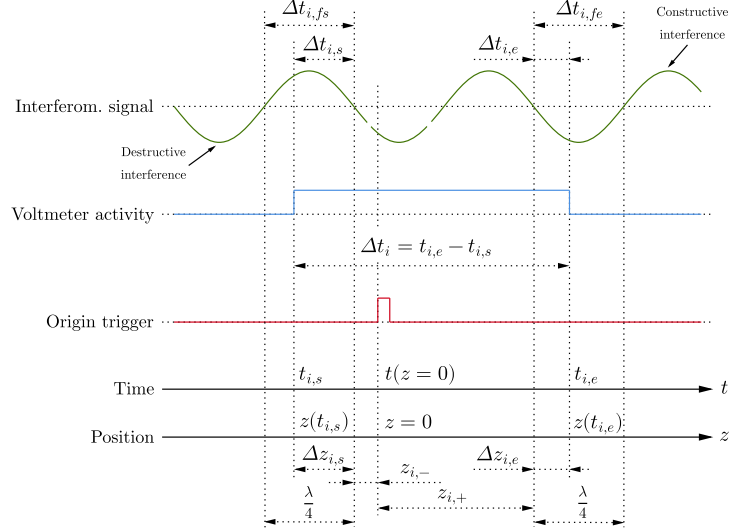 Δt_{i,fs}
Δt_{i,fe}
Constructive
interference
Δt_{i,s}
Δt_{i,e}
Interferom. signal
Destructive
interference
Voltmeter activity
Δt_i = t_{i,e} − t_{i,s}
Origin trigger
t_{i,s}
t(z = 0)
t_{i,e}
Time
t
z(t_{i,s})
z = 0
z(t_{i,e})
Position
z
Δz_{i,s}
z_{i,−}
Δz_{i,e}
λ/4
z_{i,+}
λ/4